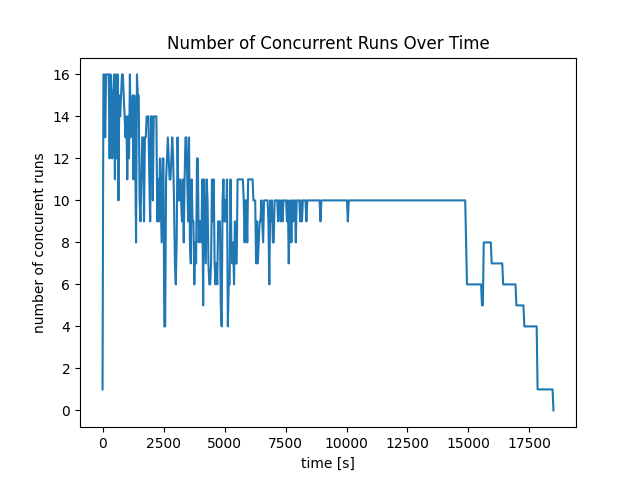 Number of Concurrent Runs Over Time
number of concurent runs
16
14
12
10
8
6
4
2
0
0 2500 5000 7500 10000 12500 15000 17500
time [s]